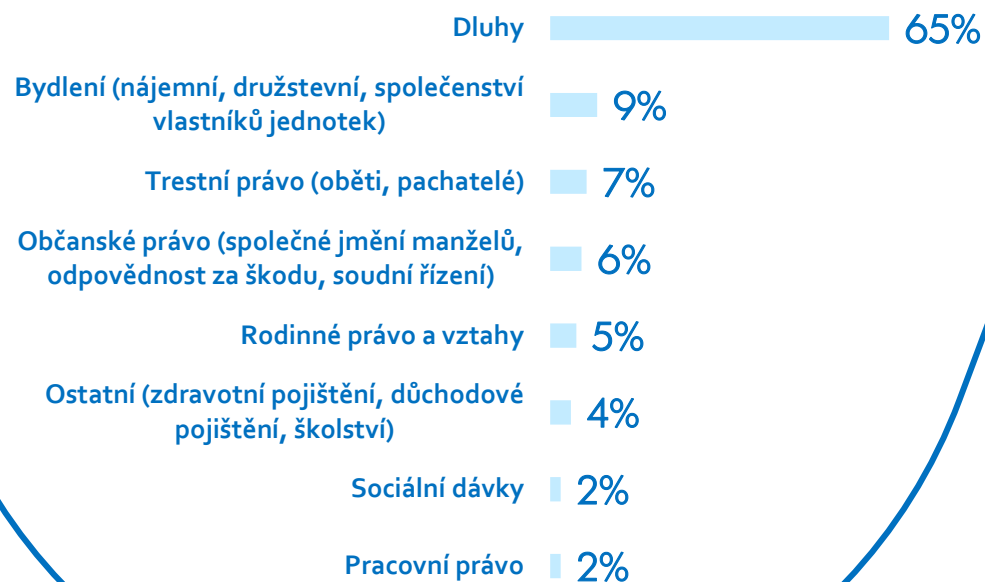 Dluhy 65%
Bydlení (nájemní, družstevní, společenství
vlastníků jednotek) 9%
Trestní právo (oběti, pachatelé) 7%
Občanské právo (společné jmění manželů,
odpovědnost za škodu, soudní řízení) 6%
Rodinné právo a vztahy 5%
Ostatní (zdravotní pojištění, důchodové
pojištění, školství) 4%
Sociální dávky 2%
Pracovní právo 2%